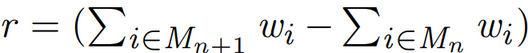 r = (∑_{i∈M_{n+1}} w_i − ∑_{i∈M_n} w_i)